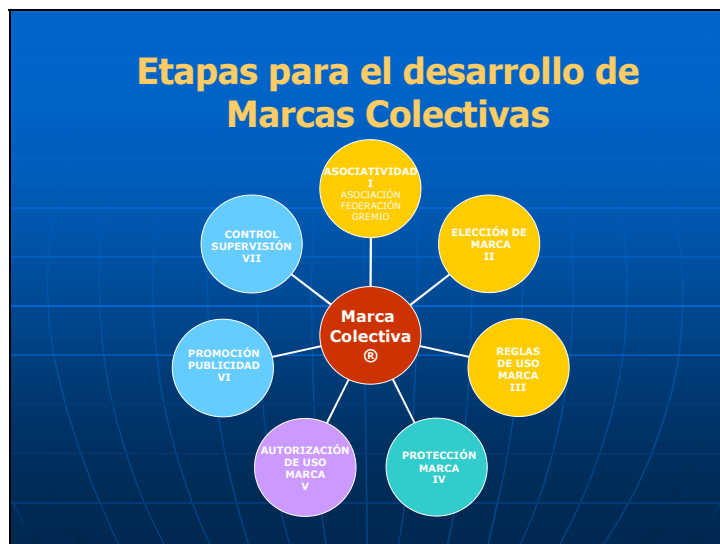 Etapas para el desarrollo de
Marcas Colectivas
ASOCIATIVIDAD
I
ASOCIACIÓN
FEDERACIÓN
GREMIO
ELECCIÓN DE
MARCA
II
REGLAS
DE USO
MARCA
III
PROTECCIÓN
MARCA
IV
AUTORIZACIÓN
DE USO
MARCA
V
PROMOCIÓN
PUBLICIDAD
VI
CONTROL
SUPERVISIÓN
VII
Marca
Colectiva
®